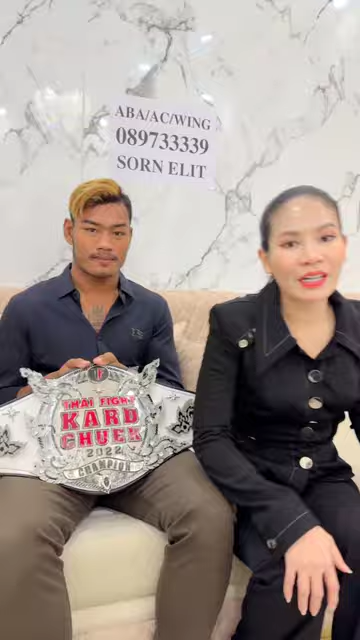 ABA/AC/WING
089733339
SORN ELIT
THAI FIGHT
KARD
CHUEK
2022
CHAMPION